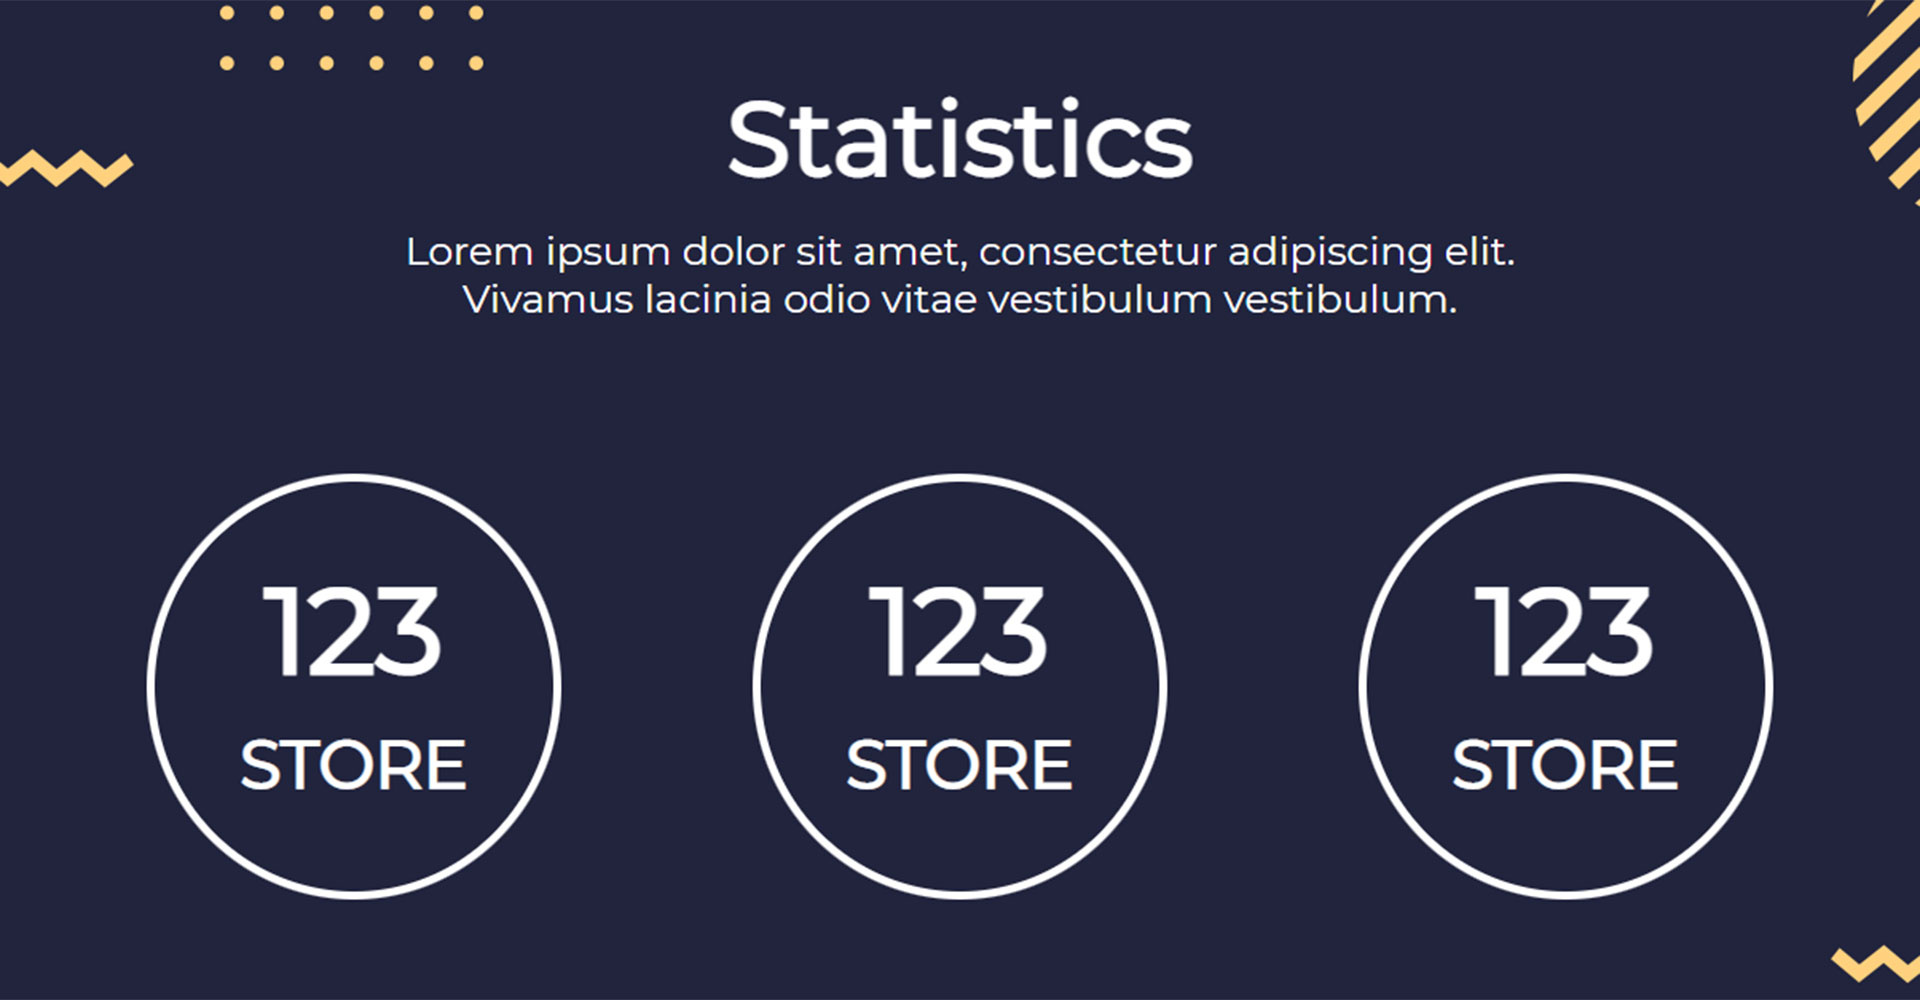 Statistics
Lorem ipsum dolor sit amet, consectetur adipiscing elit.
Vivamus lacinia odio vitae vestibulum vestibulum.
123
STORE
123
STORE
123
STORE